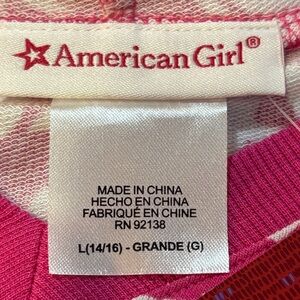 American Girl®
MADE IN CHINA
HECHO EN CHINA
FABRIQUÉ EN CHINE
RN 92138
L(14/16) - GRANDE (G)